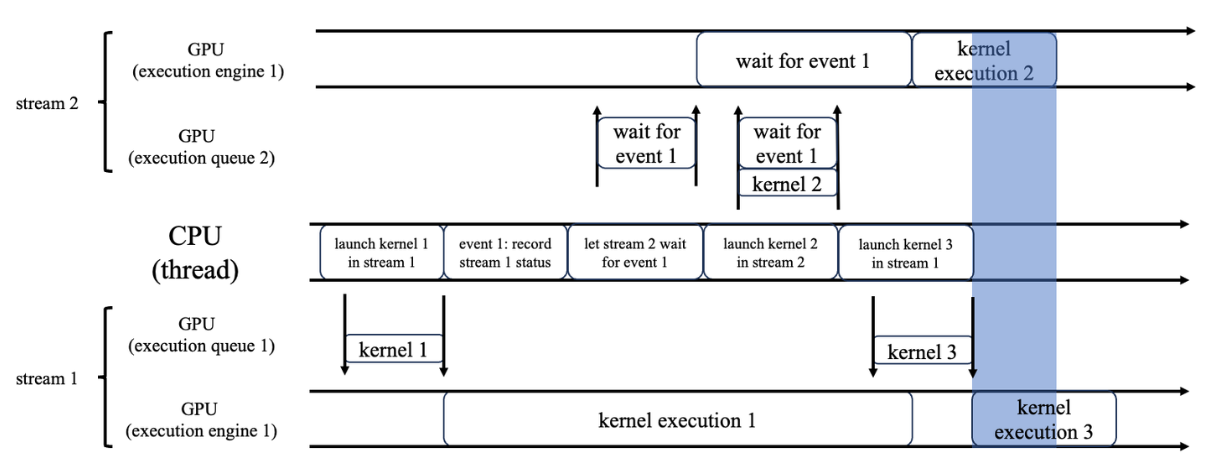 GPU
(execution engine 1)
wait for event 1
kernel
execution 2
stream 2
GPU
(execution queue 2)
wait for
event 1
wait for
event 1
kernel 2
CPU
(thread)
launch kernel 1
in stream 1
event 1: record
stream 1 status
let stream 2 wait
for event 1
launch kernel 2
in stream 2
launch kernel 3
in stream 1
GPU
(execution queue 1)
kernel 1
kernel 3
stream 1
GPU
(execution engine 1)
kernel execution 1
kernel
execution 3